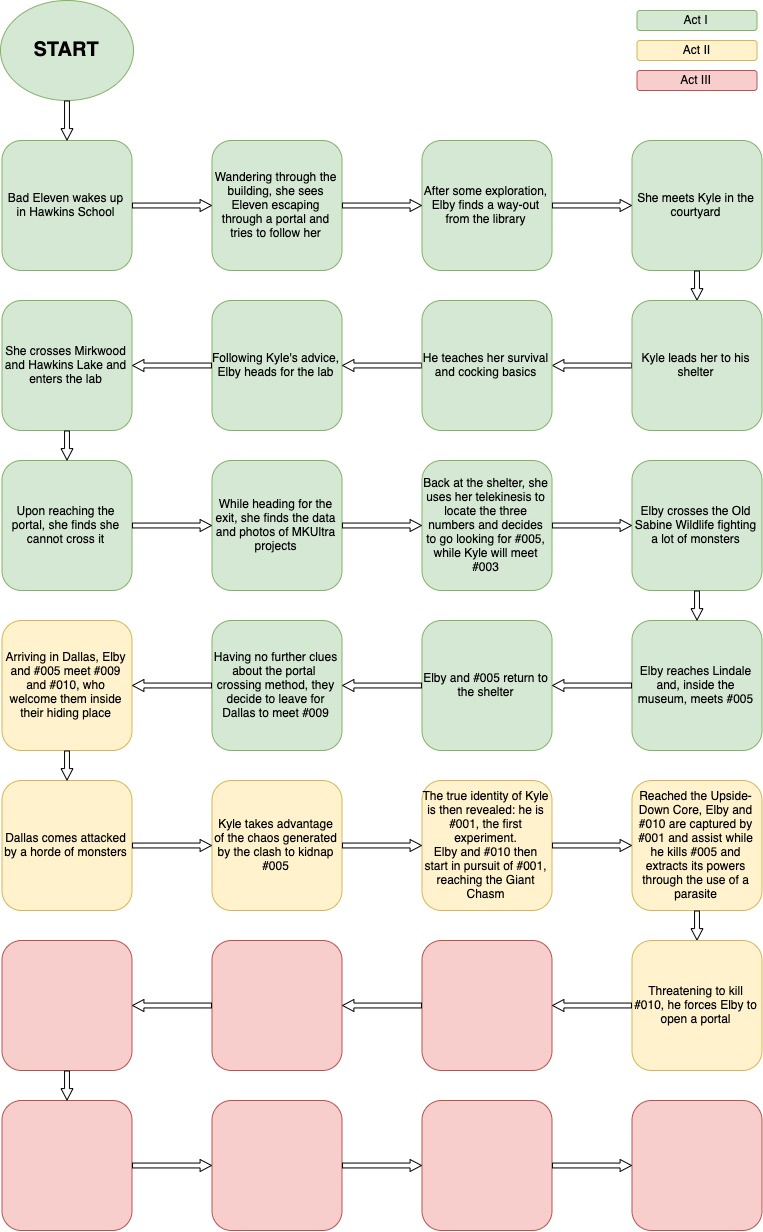 START
Act I
Act II
Act III
Bad Eleven wakes up
in Hawkins School
Wandering through the
building, she sees
Eleven escaping
through a portal and
tries to follow her
After some exploration,
Elby finds a way-out
from the library
She meets Kyle in the
courtyard
Kyle leads her to his
shelter
He teaches her survival
and cocking basics
Following Kyle's advice,
Elby heads for the lab
She crosses Mirkwood
and Hawkins Lake and
enters the lab
Upon reaching the
portal, she finds she
cannot cross it
While heading for the
exit, she finds the data
and photos of MKUltra
projects
Back at the shelter, she
uses her telekinesis to
locate the three
numbers and decides
to go looking for #005,
while Kyle will meet
#003
Elby crosses the Old
Sabine Wildlife fighting
a lot of monsters
Elby reaches Lindale
and, inside the
museum, meets #005
Elby and #005 return to
the shelter
Having no further clues
about the portal
crossing method, they
decide to leave for
Dallas to meet #009
Arriving in Dallas, Elby
and #005 meet #009
and #010, who
welcome them inside
their hiding place
Dallas comes attacked
by a horde of monsters
Kyle takes advantage
of the chaos generated
by the clash to kidnap
#005
The true identity of Kyle
is then revealed: he is
#001, the first
experiment.
Elby and #010 then
start in pursuit of #001,
reaching the Giant
Chasm
Reached the Upside-
Down Core, Elby and
#010 are captured by
#001 and assist while
he kills #005 and
extracts its powers
through the use of a
parasite
Threatening to kill
#010, he forces Elby to
open a portal